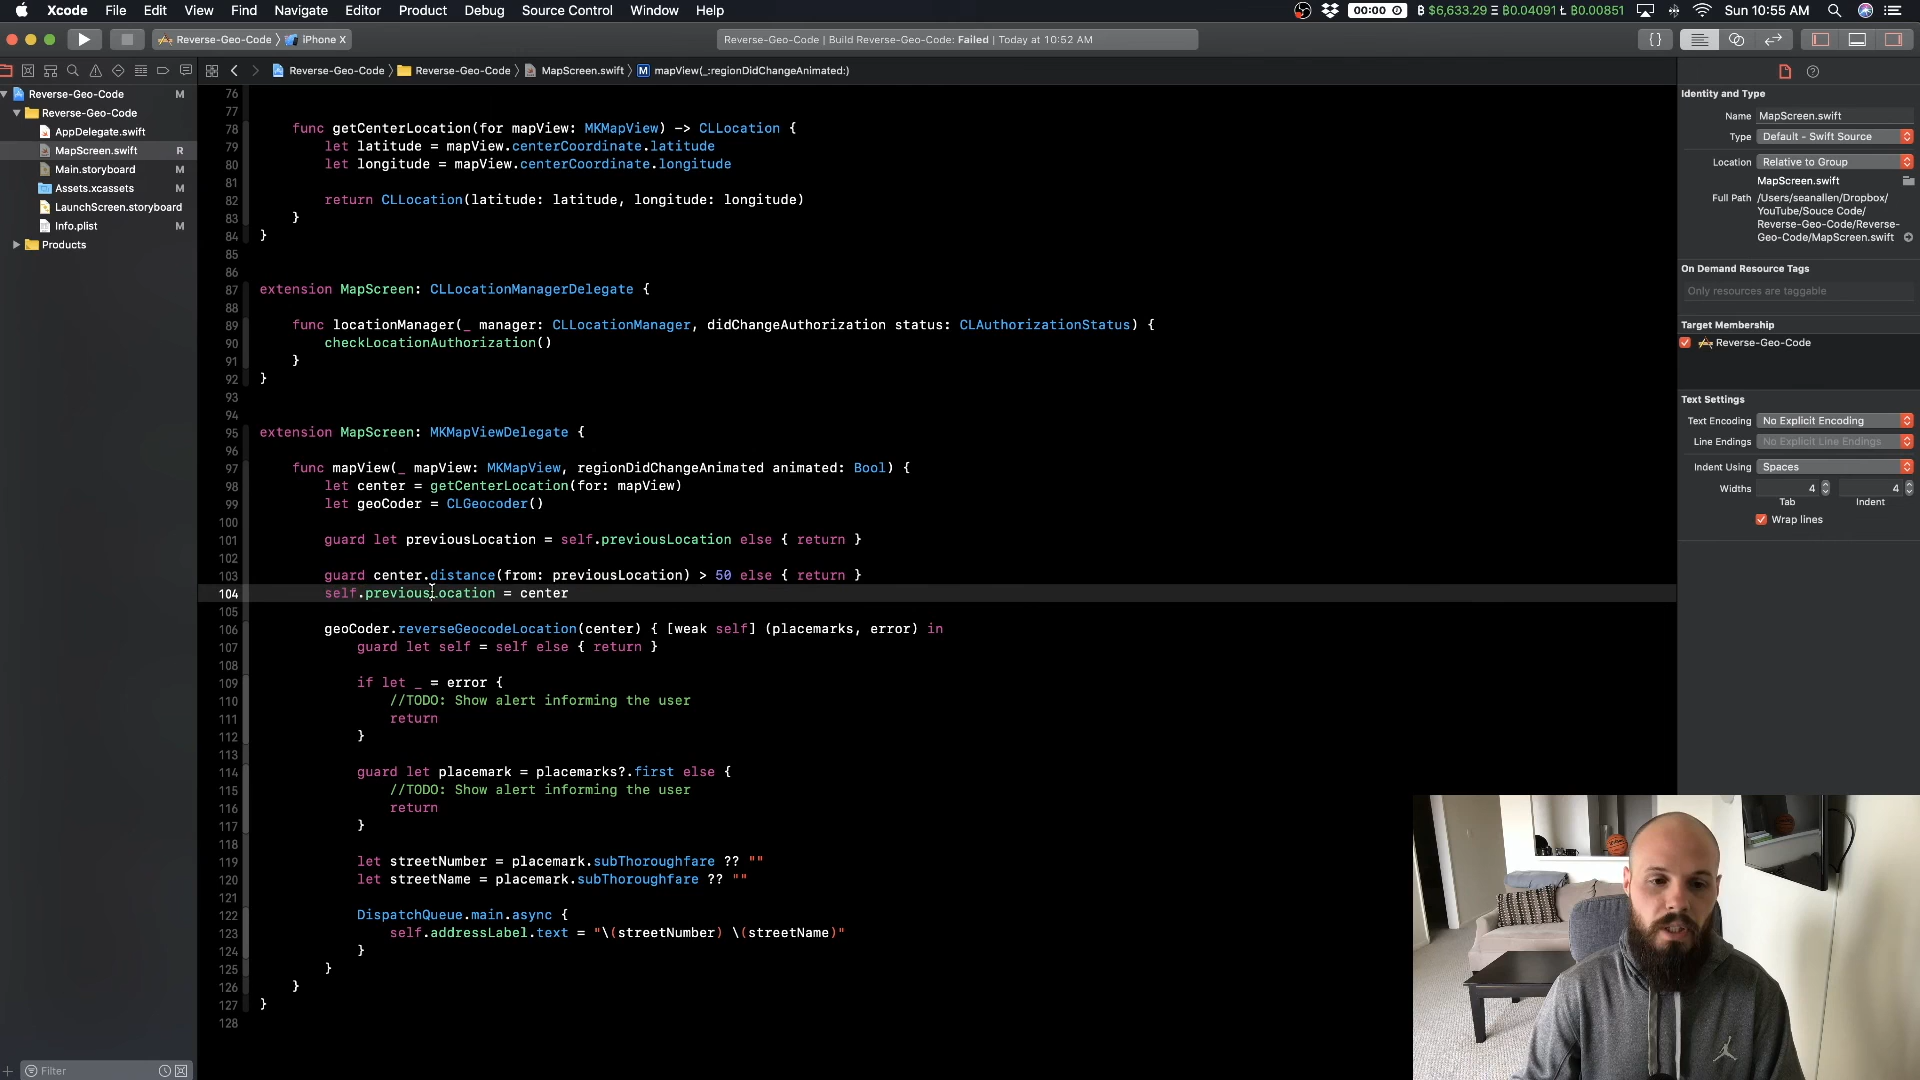 Xcode File Edit View Find Navigate Editor Product Debug Source Control Window Help
00:00 Ƀ $6,633.29 Ξ Ƀ0.04091 Ł Ƀ0.00851 Sun 10:55 AM
Reverse-Geo-Code iPhone X
Reverse-Geo-Code | Build Reverse-Geo-Code: Failed | Today at 10:52 AM
Reverse-Geo-Code Reverse-Geo-Code MapScreen.swift M mapView(_:regionDidChangeAnimated:)
Reverse-Geo-Code M
Reverse-Geo-Code
AppDelegate.swift
MapScreen.swift R
Main.storyboard M
Assets.xcassets M
LaunchScreen.storyboard
Info.plist M
Products
Filter
76
77
78 func getCenterLocation(for mapView: MKMapView) -> CLLocation {
79 let latitude = mapView.centerCoordinate.latitude
80 let longitude = mapView.centerCoordinate.longitude
81
82 return CLLocation(latitude: latitude, longitude: longitude)
83 }
84 }
85
86
87 extension MapScreen: CLLocationManagerDelegate {
88
89 func locationManager(_ manager: CLLocationManager, didChangeAuthorization status: CLAuthorizationStatus) {
90 checkLocationAuthorization()
91 }
92 }
93
94
95 extension MapScreen: MKMapViewDelegate {
96
97 func mapView(_ mapView: MKMapView, regionDidChangeAnimated animated: Bool) {
98 let center = getCenterLocation(for: mapView)
99 let geoCoder = CLGeocoder()
100
101 guard let previousLocation = self.previousLocation else { return }
102
103 guard center.distance(from: previousLocation) > 50 else { return }
104 self.previousLocation = center
105
106 geoCoder.reverseGeocodeLocation(center) { [weak self] (placemarks, error) in
107 guard let self = self else { return }
108
109 if let _ = error {
110 //TODO: Show alert informing the user
111 return
112 }
113
114 guard let placemark = placemarks?.first else {
115 //TODO: Show alert informing the user
116 return
117 }
118
119 let streetNumber = placemark.subThoroughfare ?? ""
120 let streetName = placemark.subThoroughfare ?? ""
121
122 DispatchQueue.main.async {
123 self.addressLabel.text = "\(streetNumber) \(streetName)"
124 }
125 }
126 }
127 }
128
Identity and Type
Name MapScreen.swift
Type Default - Swift Source
Location Relative to Group
MapScreen.swift
Full Path /Users/seanallen/Dropbox/
YouTube/Souce Code/
Reverse-Geo-Code/Reverse-
Geo-Code/MapScreen.swift
On Demand Resource Tags
Only resources are taggable
Target Membership
Reverse-Geo-Code
Text Settings
Text Encoding No Explicit Encoding
Line Endings No Explicit Line Endings
Indent Using Spaces
Widths 4 4
Tab Indent
Wrap lines